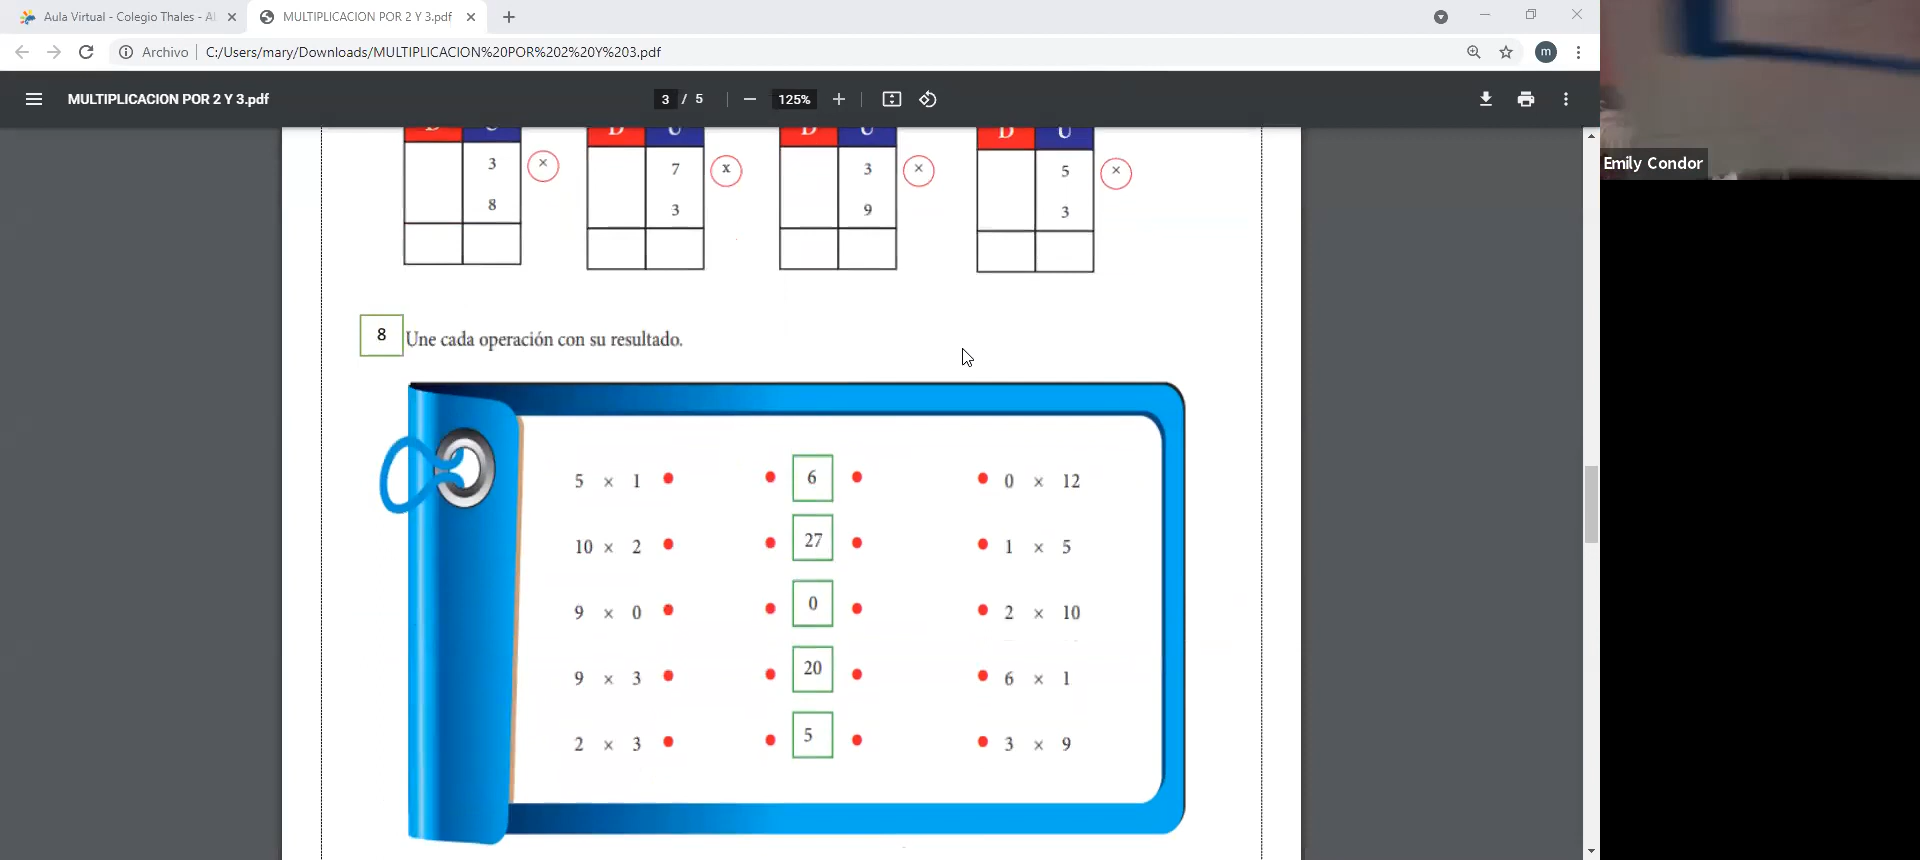 Aula Virtual - Colegio Thales - Al
MULTIPLICACION POR 2 Y 3.pdf
Archivo C:/Users/mary/Downloads/MULTIPLICACION%20POR%202%20Y%203.pdf
m
MULTIPLICACION POR 2 Y 3.pdf 3 / 5 125%
Emily Condor
D U D U D U D U
3 × 7 x 3 × 5 ×
8 3 9 3
8 Une cada operación con su resultado.
5 × 1 6 0 × 12
10 × 2 27 1 × 5
9 × 0 0 2 × 10
9 × 3 20 6 × 1
2 × 3 5 3 × 9